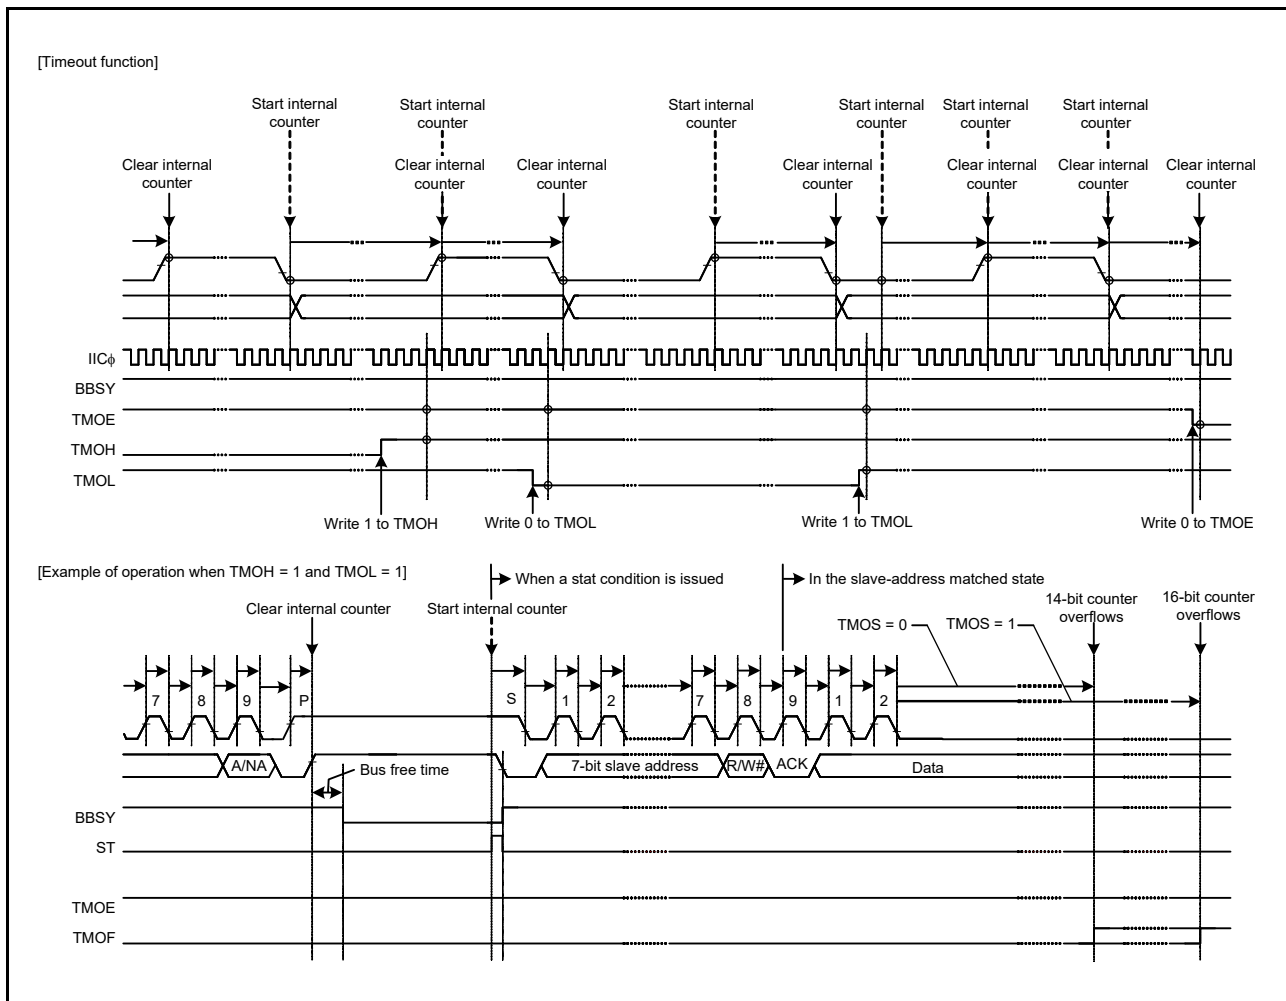 [Timeout function]
Start internal
counter
Start internal
counter
Start internal
counter
Start internal
counter
Start internal
counter
Start internal
counter
Clear internal
counter
Clear internal
counter
Clear internal
counter
Clear internal
counter
Clear internal
counter
Clear internal
counter
Clear internal
counter
IICϕ
BBSY
TMOE
TMOH
TMOL
Write 1 to TMOH
Write 0 to TMOL
Write 1 to TMOL
Write 0 to TMOE
[Example of operation when TMOH = 1 and TMOL = 1]
When a stat condition is issued
In the slave-address matched state
Clear internal counter
Start internal counter
14-bit counter
overflows
16-bit counter
overflows
TMOS = 0
TMOS = 1
7 8 9 P S 1 2 7 8 9 1 2
A/NA
7-bit slave address
R/W#
ACK
Data
Bus free time
BBSY
ST
TMOE
TMOF